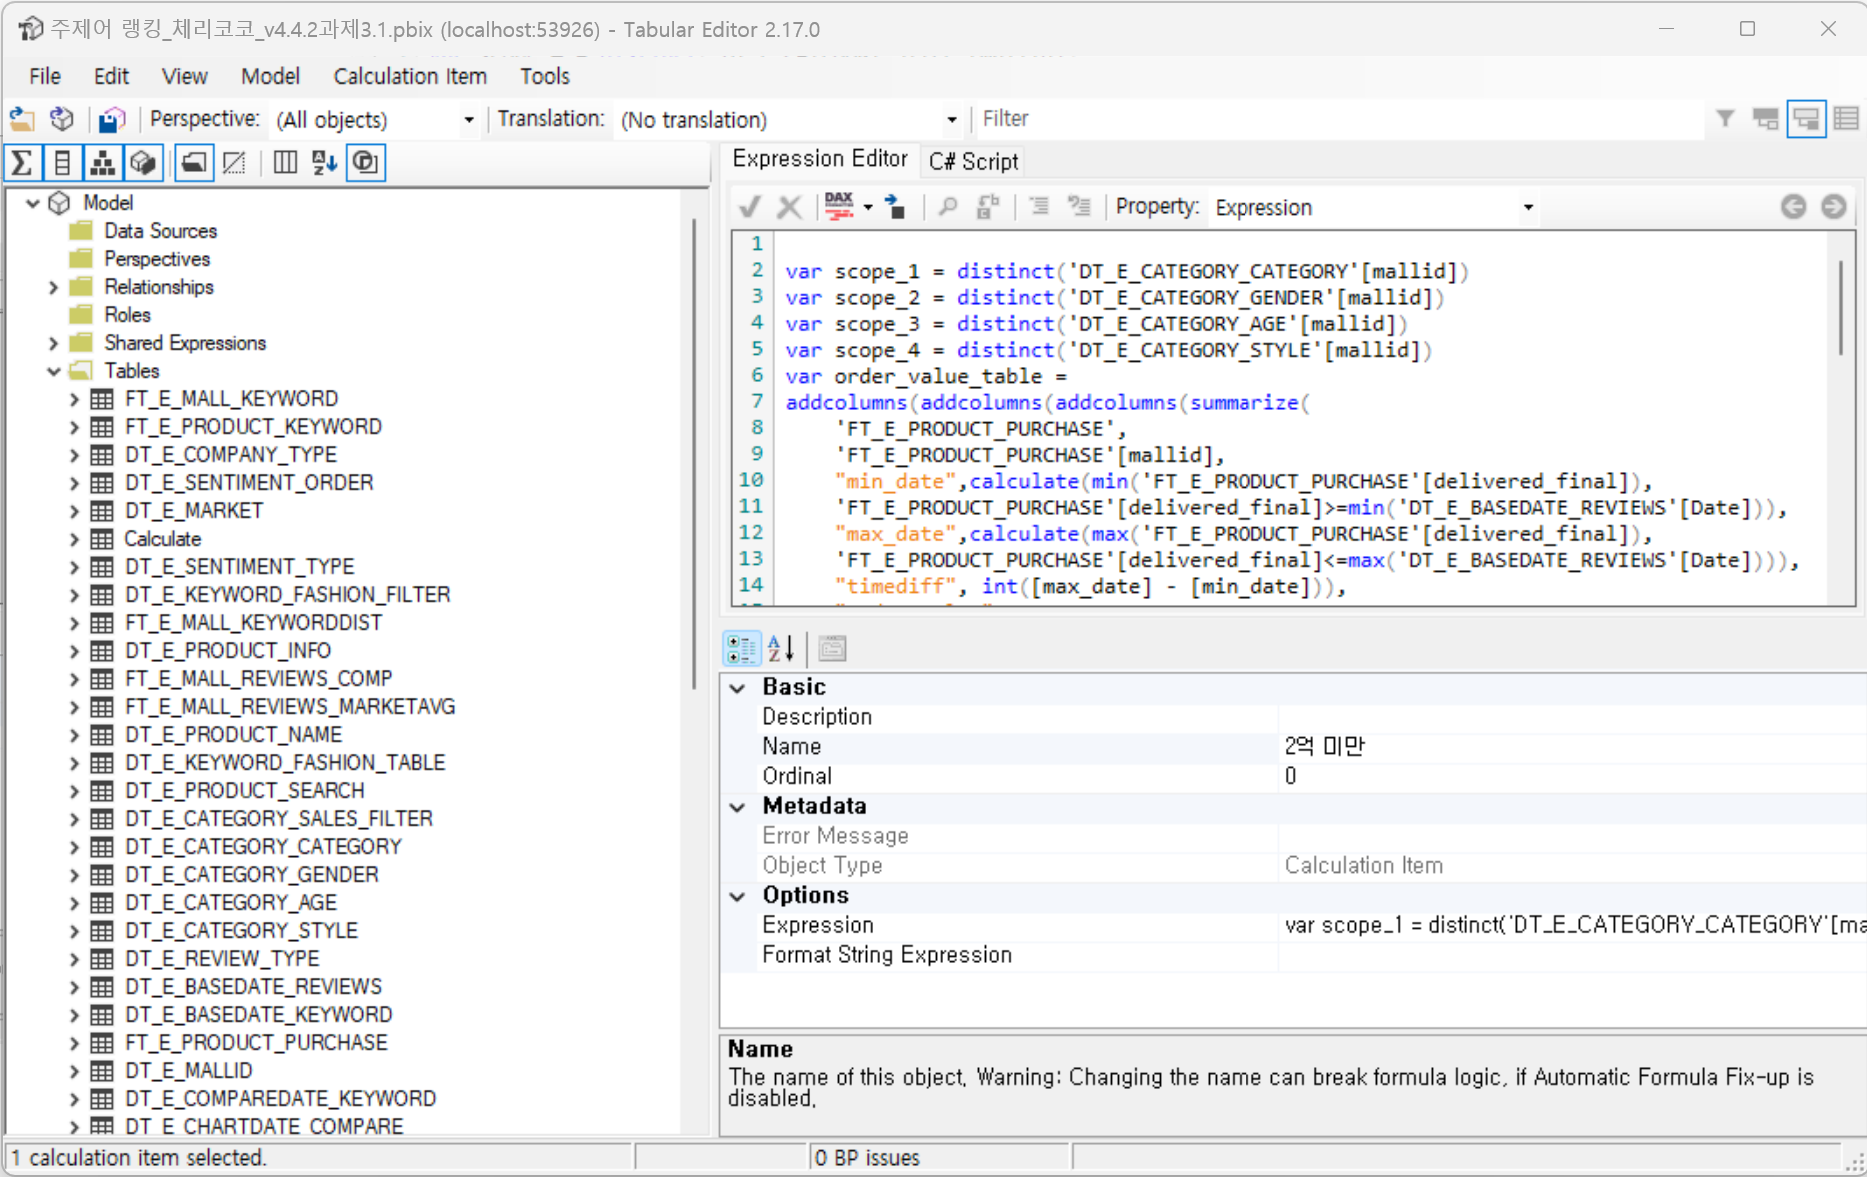 주제어 랭킹_체리코코_v4.4.2과제3.1.pbix (localhost:53926) - Tabular Editor 2.17.0
File Edit View Model Calculation Item Tools
Perspective: (All objects) Translation: (No translation) Filter
Expression Editor C# Script
Property: Expression
Model
Data Sources
Perspectives
Relationships
Roles
Shared Expressions
Tables
FT_E_MALL_KEYWORD
FT_E_PRODUCT_KEYWORD
DT_E_COMPANY_TYPE
DT_E_SENTIMENT_ORDER
DT_E_MARKET
Calculate
DT_E_SENTIMENT_TYPE
DT_E_KEYWORD_FASHION_FILTER
FT_E_MALL_KEYWORDDIST
DT_E_PRODUCT_INFO
FT_E_MALL_REVIEWS_COMP
FT_E_MALL_REVIEWS_MARKETAVG
DT_E_PRODUCT_NAME
DT_E_KEYWORD_FASHION_TABLE
DT_E_PRODUCT_SEARCH
DT_E_CATEGORY_SALES_FILTER
DT_E_CATEGORY_CATEGORY
DT_E_CATEGORY_GENDER
DT_E_CATEGORY_AGE
DT_E_CATEGORY_STYLE
DT_E_REVIEW_TYPE
DT_E_BASEDATE_REVIEWS
DT_E_BASEDATE_KEYWORD
FT_E_PRODUCT_PURCHASE
DT_E_MALLID
DT_E_COMPAREDATE_KEYWORD
DT_E_CHARTDATE_COMPARE
1
2 var scope_1 = distinct('DT_E_CATEGORY_CATEGORY'[mallid])
3 var scope_2 = distinct('DT_E_CATEGORY_GENDER'[mallid])
4 var scope_3 = distinct('DT_E_CATEGORY_AGE'[mallid])
5 var scope_4 = distinct('DT_E_CATEGORY_STYLE'[mallid])
6 var order_value_table =
7 addcolumns(addcolumns(addcolumns(summarize(
8 'FT_E_PRODUCT_PURCHASE',
9 'FT_E_PRODUCT_PURCHASE'[mallid],
10 "min_date",calculate(min('FT_E_PRODUCT_PURCHASE'[delivered_final]),
11 'FT_E_PRODUCT_PURCHASE'[delivered_final]>=min('DT_E_BASEDATE_REVIEWS'[Date])),
12 "max_date",calculate(max('FT_E_PRODUCT_PURCHASE'[delivered_final]),
13 'FT_E_PRODUCT_PURCHASE'[delivered_final]<=max('DT_E_BASEDATE_REVIEWS'[Date]))),
14 "timediff", int([max_date] - [min_date])),
Basic
Description
Name 2억 미만
Ordinal 0
Metadata
Error Message
Object Type Calculation Item
Options
Expression var scope_1 = distinct('DT_E_CATEGORY_CATEGORY'[ma
Format String Expression
Name
The name of this object. Warning: Changing the name can break formula logic, if Automatic Formula Fix-up is
disabled.
1 calculation item selected. 0 BP issues